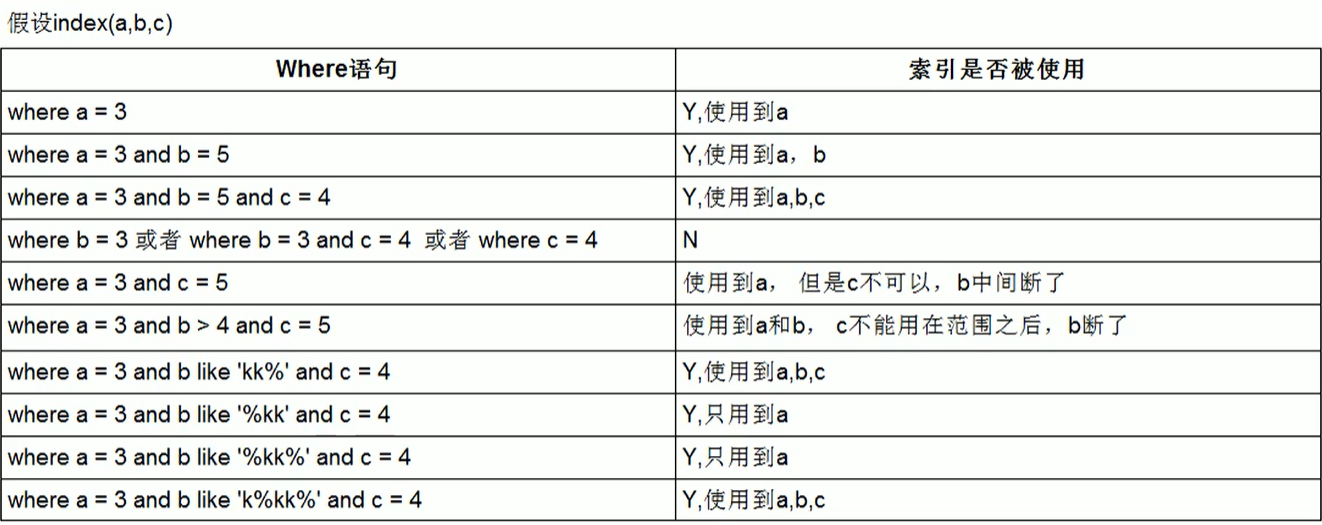 假设index(a,b,c)
Where语句 索引是否被使用
where a = 3 Y,使用到a
where a = 3 and b = 5 Y,使用到a，b
where a = 3 and b = 5 and c = 4 Y,使用到a,b,c
where b = 3 或者 where b = 3 and c = 4 或者 where c = 4 N
where a = 3 and c = 5 使用到a， 但是c不可以，b中间断了
where a = 3 and b > 4 and c = 5 使用到a和b， c不能用在范围之后，b断了
where a = 3 and b like 'kk%' and c = 4 Y,使用到a,b,c
where a = 3 and b like '%kk' and c = 4 Y,只用到a
where a = 3 and b like '%kk%' and c = 4 Y,只用到a
where a = 3 and b like 'k%kk%' and c = 4 Y,使用到a,b,c